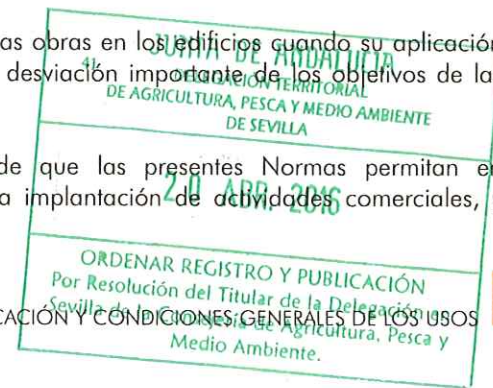 as obras en los edificios cuando su aplicación
desviación importante de los objetivos de la
JUNTA DE ANDALUCIA
DELEGACIÓN TERRITORIAL
DE AGRICULTURA, PESCA Y MEDIO AMBIENTE
DE SEVILLA
de que las presentes Normas permitan e
a implantación de actividades comerciales,
20 ABR. 2016
ORDENAR REGISTRO Y PUBLICACIÓN
Por Resolución del Titular de la Delegación
Sevilla de la Consejería de Agricultura, Pesca y
Medio Ambiente.
CACIÓN Y CONDICIONES GENERALES DE LOS USOS